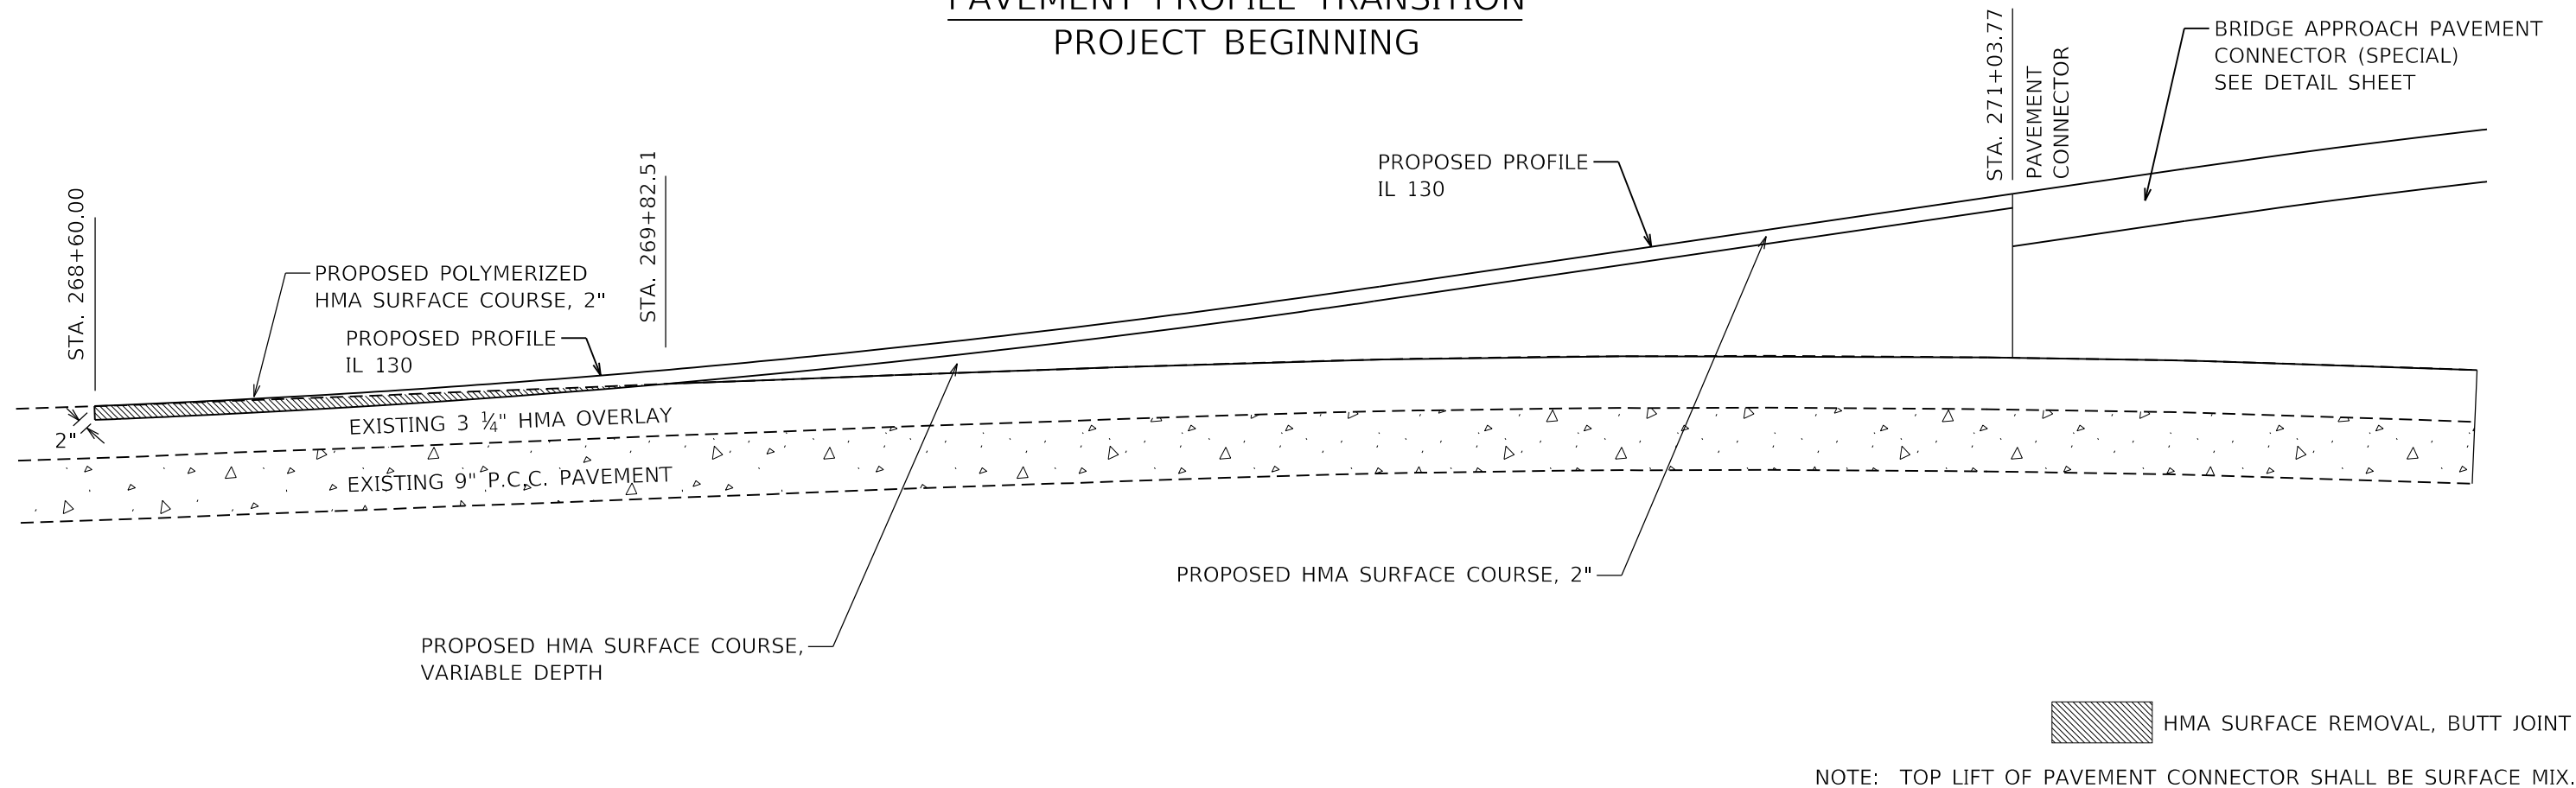 PAVEMENT PROFILE TRANSITION
PROJECT BEGINNING
STA. 268+60.00
STA. 269+82.51
STA. 271+03.77
PAVEMENT
CONNECTOR
BRIDGE APPROACH PAVEMENT
CONNECTOR (SPECIAL)
SEE DETAIL SHEET
PROPOSED PROFILE
IL 130
PROPOSED POLYMERIZED
HMA SURFACE COURSE, 2"
PROPOSED PROFILE
IL 130
2"
EXISTING 3 ¼" HMA OVERLAY
EXISTING 9" P.C.C. PAVEMENT
PROPOSED HMA SURFACE COURSE, 2"
PROPOSED HMA SURFACE COURSE,
VARIABLE DEPTH
HMA SURFACE REMOVAL, BUTT JOINT
NOTE: TOP LIFT OF PAVEMENT CONNECTOR SHALL BE SURFACE MIX.